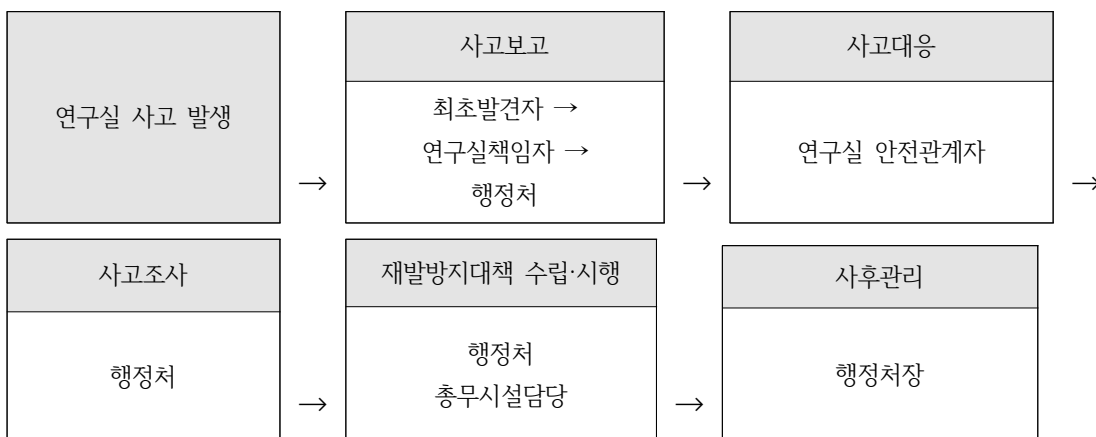 연구실 사고 발생
→
사고보고
최초발견자 →
연구실책임자 →
행정처
→
사고대응
연구실 안전관계자
→
사고조사
행정처
→
재발방지대책 수립·시행
행정처
총무시설담당
→
사후관리
행정처장